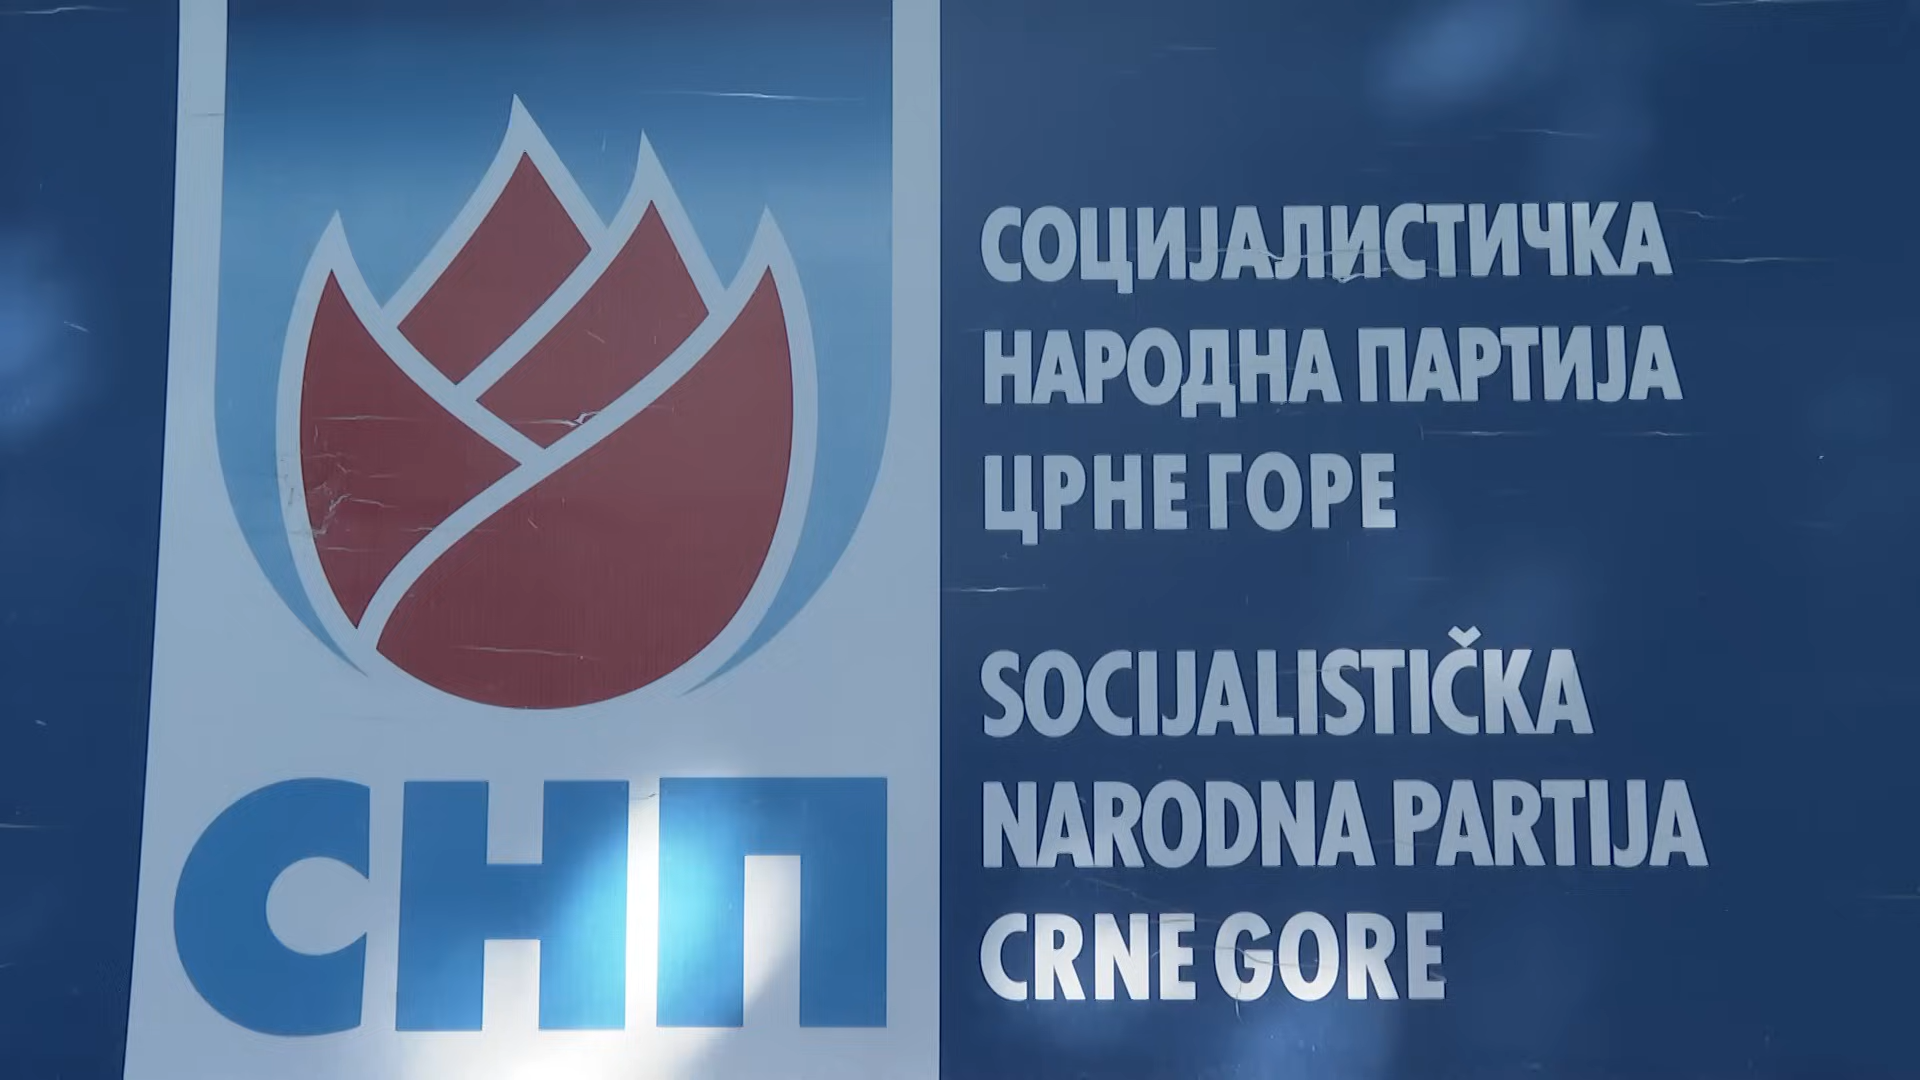 СНП
СОЦИЈАЛИСТИЧКА
НАРОДНА ПАРТИЈА
ЦРНЕ ГОРЕ
SOCIJALISTIČKA
NARODNA PARTIJA
CRNE GORE